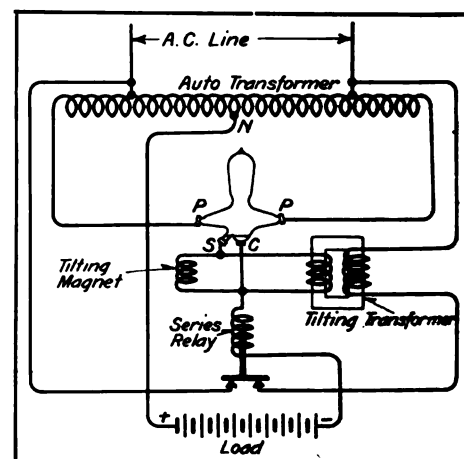 A.C. Line
Auto Transformer
N
P
P
S
C
Tilting
Magnet
Tilting Transformer
Series
Relay
+
-
Load